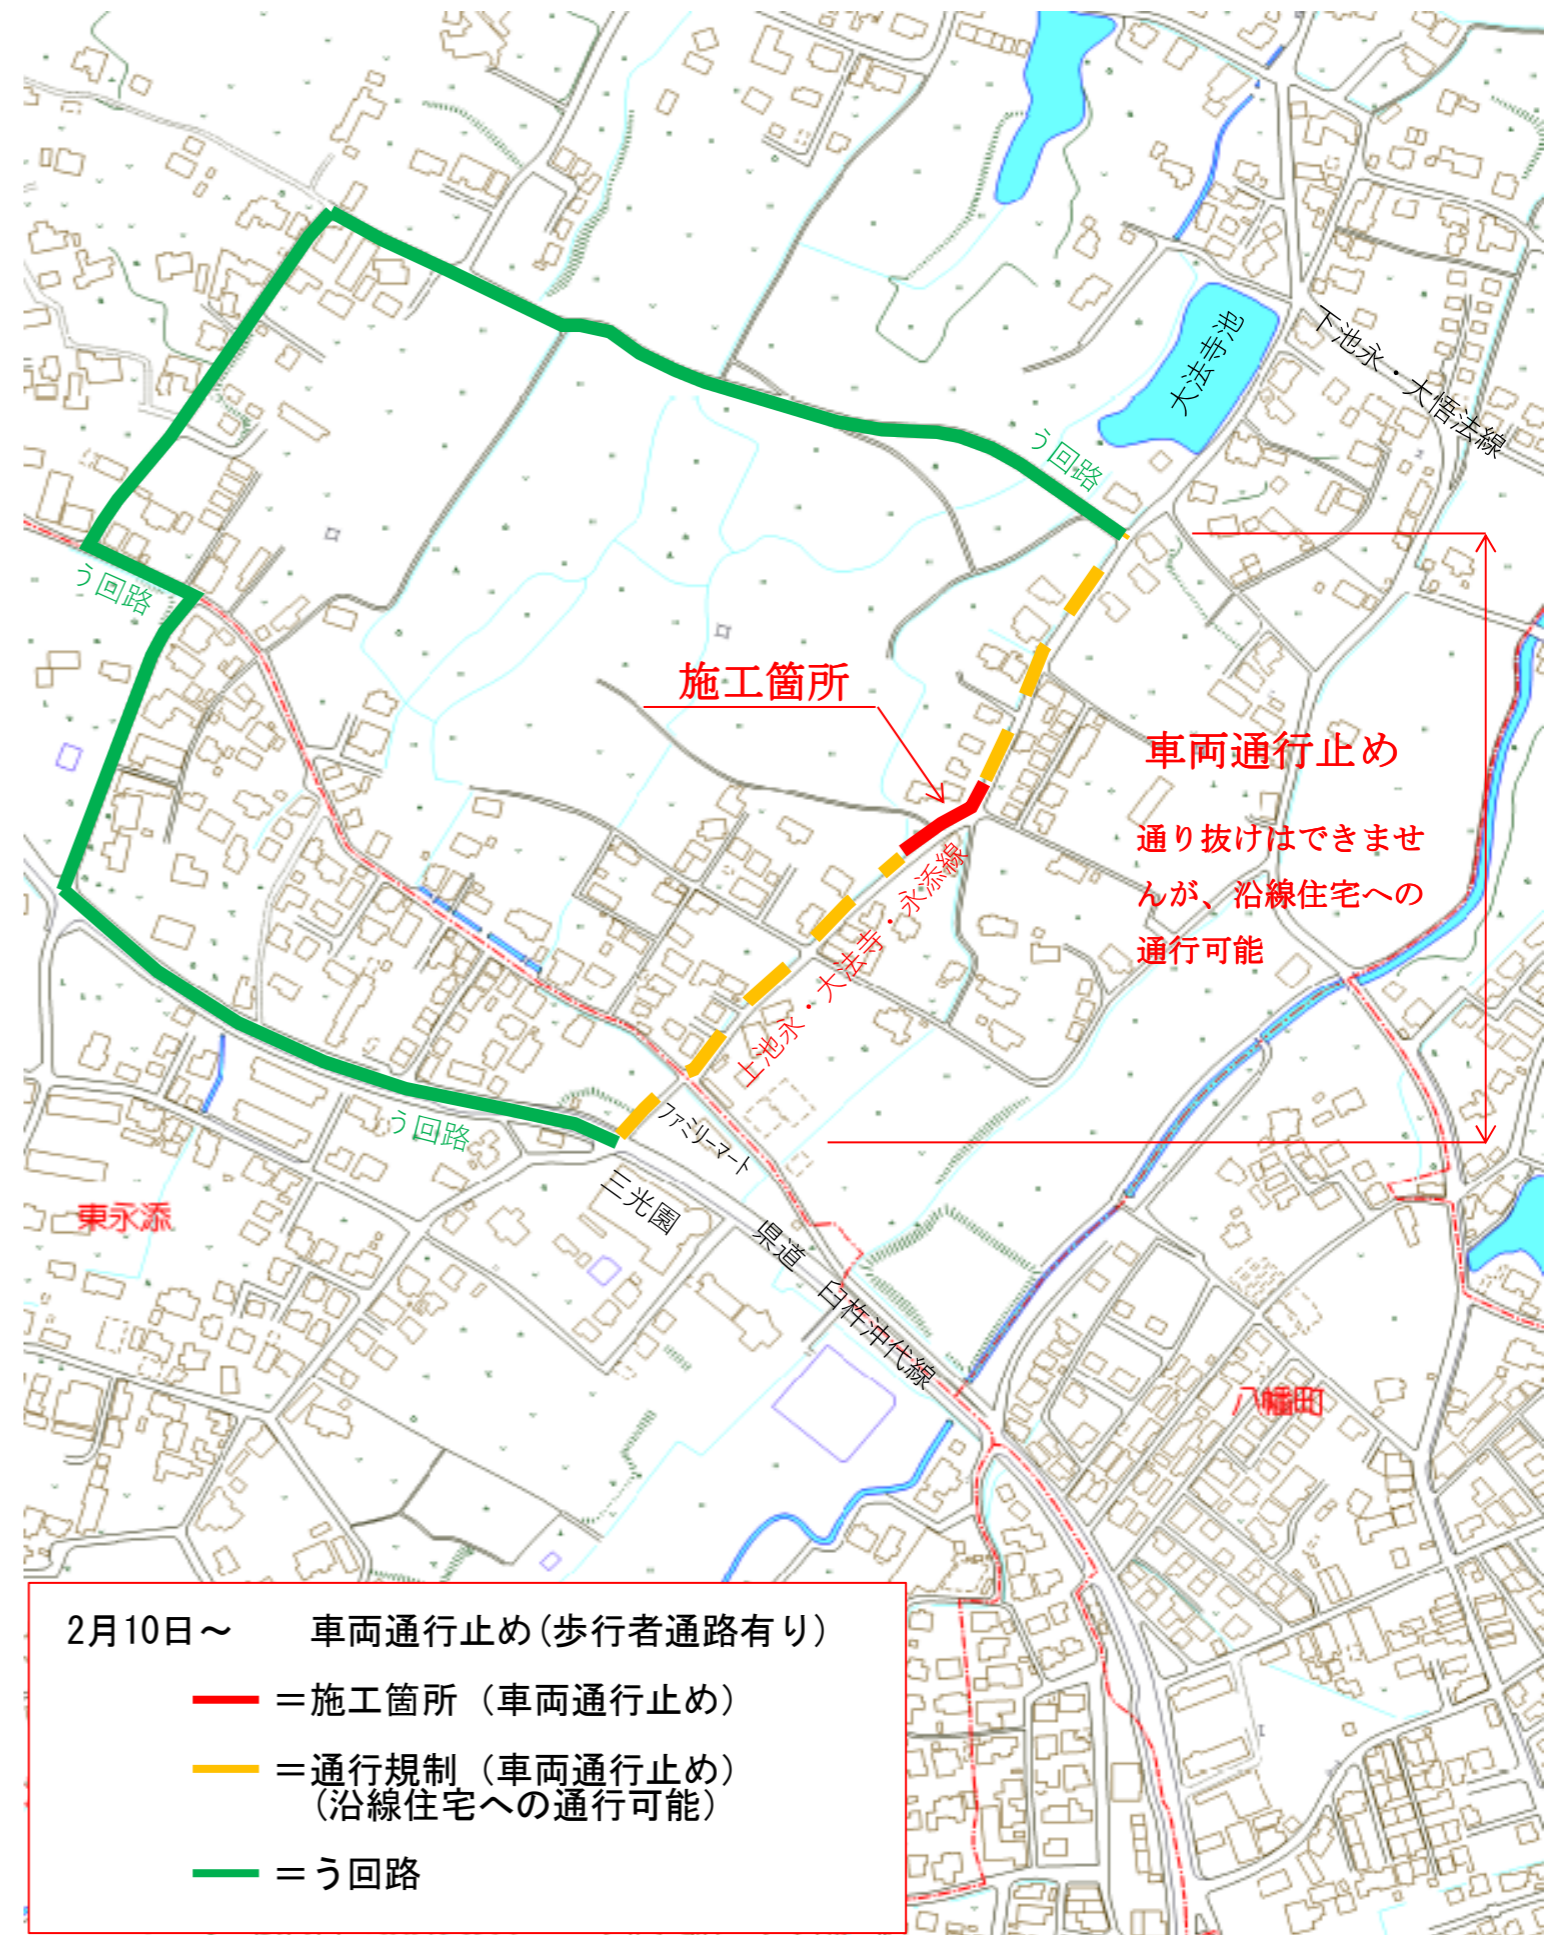 大法寺池
下池永・大悟法線
う回路
う回路
施工箇所
車両通行止め
通り抜けはできませ
んが、沿線住宅への
通行可能
上池永・大法寺・永添線
う回路
ファミリーマート
三光園
東永添
県道 臼杵沖代線
八幡町
2月10日～ 車両通行止め(歩行者通路有り)
＝施工箇所（車両通行止め）
＝通行規制（車両通行止め）
(沿線住宅への通行可能)
＝う回路